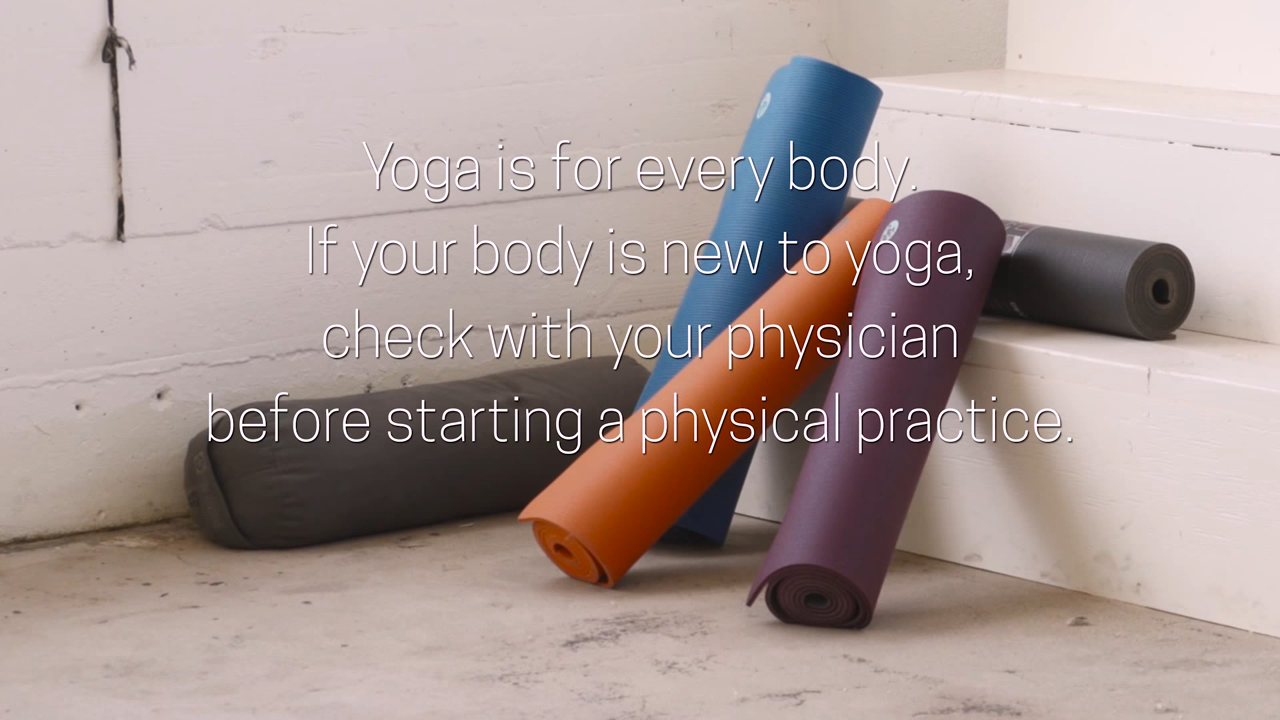 Yoga is for every body.
If your body is new to yoga,
check with your physician
before starting a physical practice.